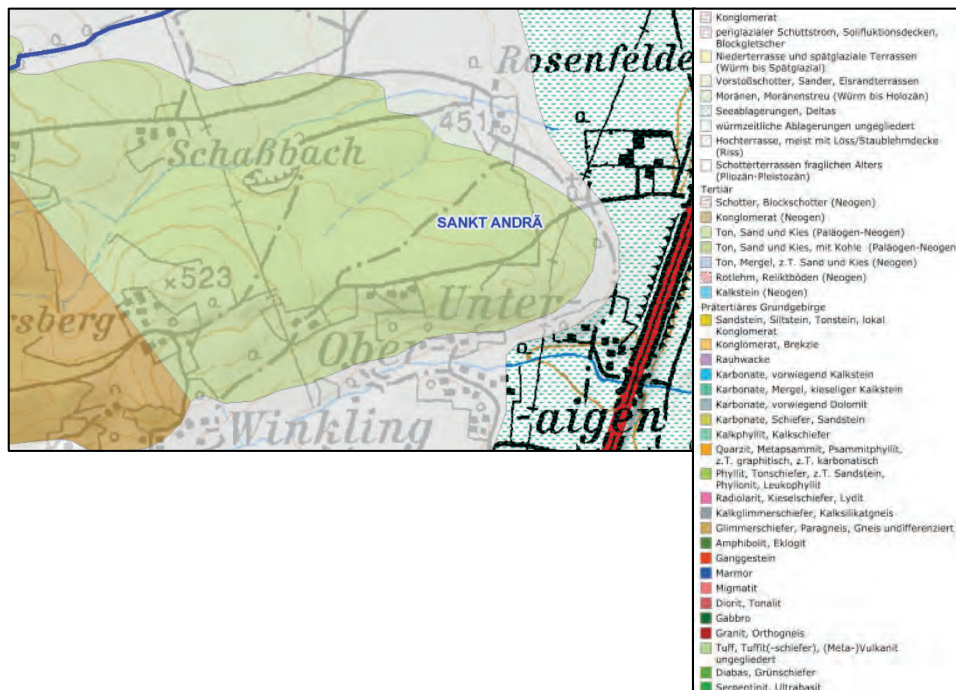 Rosenfelde
451
Schaßbach
SANKT ANDRÄ
523
Unter-
rsberg
Ober-
-aigen
Winkling
Konglomerat
periglazialer Schuttstrom, Solifluktionsdecken,
Blockgletscher
Niederterrasse und spätglaziale Terrassen
(Würm bis Spätglazial)
Vorstoßschotter, Sander, Eisrandterrassen
Moränen, Moränenstreu (Würm bis Holozän)
Seeablagerungen, Deltas
würmzeitliche Ablagerungen ungegliedert
Hochterrasse, meist mit Löss/Staublehmdecke
(Riss)
Schotterterrassen fraglichen Alters
(Pliozän-Pleistozän)
Tertiär
Schotter, Blockschotter (Neogen)
Konglomerat (Neogen)
Ton, Sand und Kies (Paläogen-Neogen)
Ton, Sand und Kies, mit Kohle (Paläogen-Neogen
Ton, Mergel, z.T. Sand und Kies (Neogen)
Rotlehm, Reliktböden (Neogen)
Kalkstein (Neogen)
Prätertiäres Grundgebirge
Sandstein, Siltstein, Tonstein, lokal
Konglomerat
Konglomerat, Brekzie
Rauhwacke
Karbonate, vorwiegend Kalkstein
Karbonate, Mergel, kieseliger Kalkstein
Karbonate, vorwiegend Dolomit
Karbonate, Schiefer, Sandstein
Kalkphyllit, Kalkschiefer
Quarzit, Metapsammit, Psammitphyllit,
z.T. graphitisch, z.T. karbonatisch
Phyllit, Tonschiefer, z.T. Sandstein,
Phyllonit, Leukophyllit
Radiolarit, Kieselschiefer, Lydit
Kalkglimmerschiefer, Kalksilikatgneis
Glimmerschiefer, Paragneis, Gneis undifferenziert
Amphibolit, Eklogit
Ganggestein
Marmor
Migmatit
Diorit, Tonalit
Gabbro
Granit, Orthogneis
Tuff, Tuffit(-schiefer), (Meta-)Vulkanit
ungegliedert
Diabas, Grünschiefer
Serpentinit, Ultrabasit